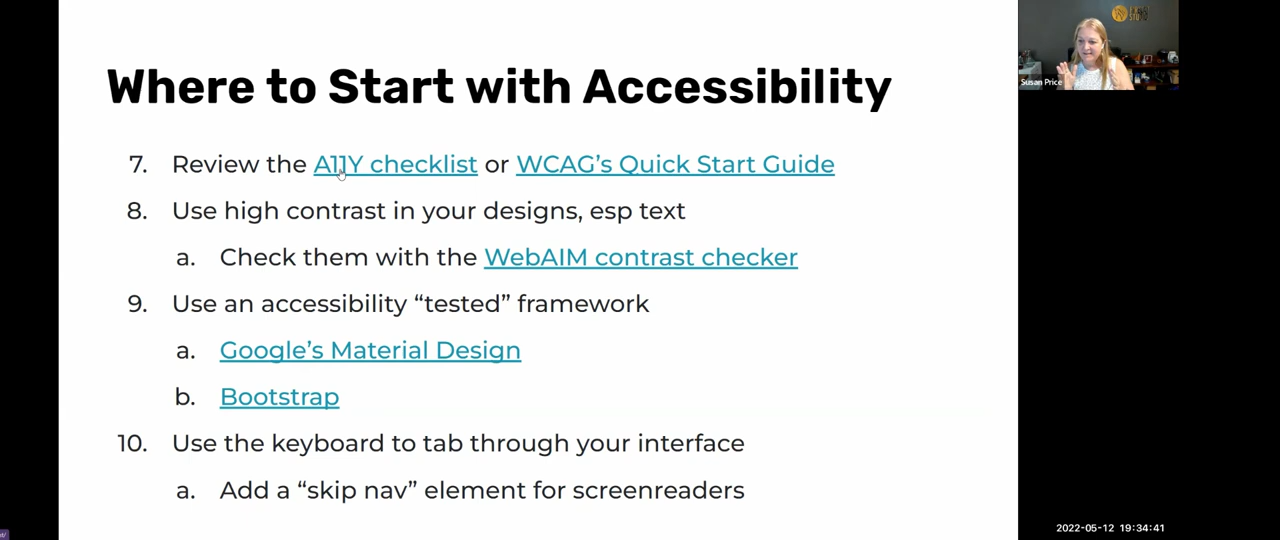 Where to Start with Accessibility
7. Review the A11Y checklist or WCAG’s Quick Start Guide
8. Use high contrast in your designs, esp text
a. Check them with the WebAIM contrast checker
9. Use an accessibility “tested” framework
a. Google’s Material Design
b. Bootstrap
10. Use the keyboard to tab through your interface
a. Add a “skip nav” element for screenreaders
Susan Price
2022-05-12 19:34:41